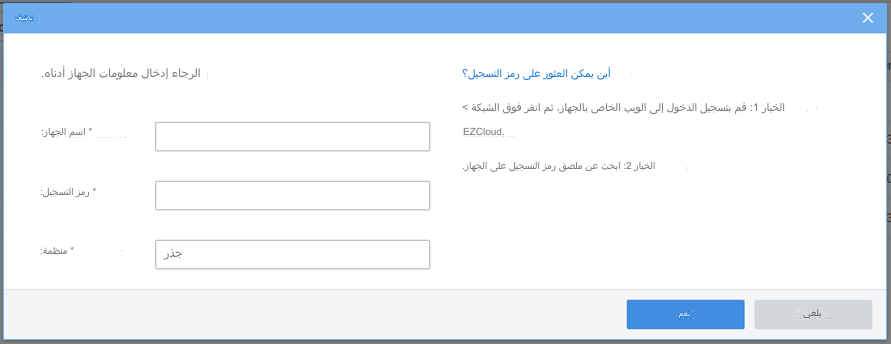 يضيف
الرجاء إدخال معلومات الجهاز أدناه.
* اسم الجهاز:
* رمز التسجيل:
* منظمة:
جذر
أين يمكن العثور على رمز التسجيل؟
الخيار 1: قم بتسجيل الدخول إلى الويب الخاص بالجهاز، ثم انقر فوق الشبكة >
EZCloud.
الخيار 2: ابحث عن ملصق رمز التسجيل على الجهاز.
نعم
يلغي